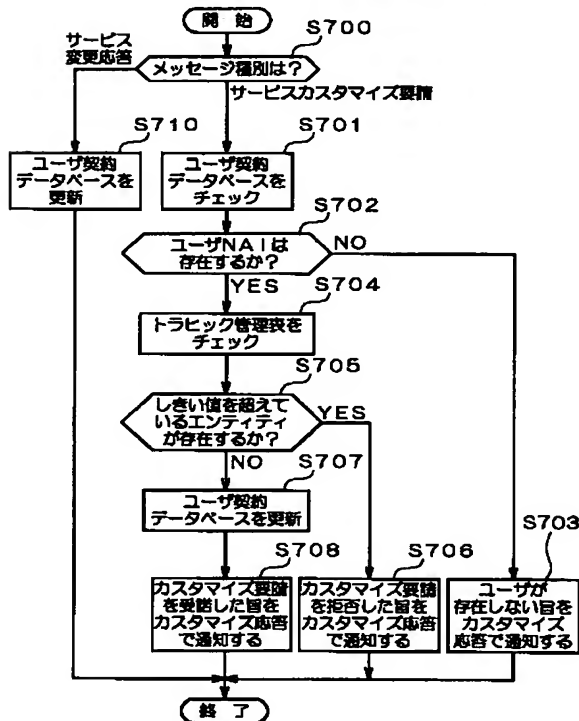 開始
S700
サービス
変更応答
メッセージ種別は?
サービスカスタマイズ要請
S710
S701
ユーザ契約
データベースを
更新
ユーザ契約
データベースを
チェック
S702
ユーザNAIは
存在するか?
NO
YES
S704
トラヒック管理表を
チェック
S705
しきい値を超えて
いるエンティティ
が存在するか?
YES
NO
S707
ユーザ契約
データベースを更新
S708
S706
S703
カスタマイズ要請
を受諾した旨を
カスタマイズ応答
で通知する
カスタマイズ要請
を拒否した旨を
カスタマイズ応答
で通知する
ユーザが
存在しない旨を
カスタマイズ
応答で通知する
終了